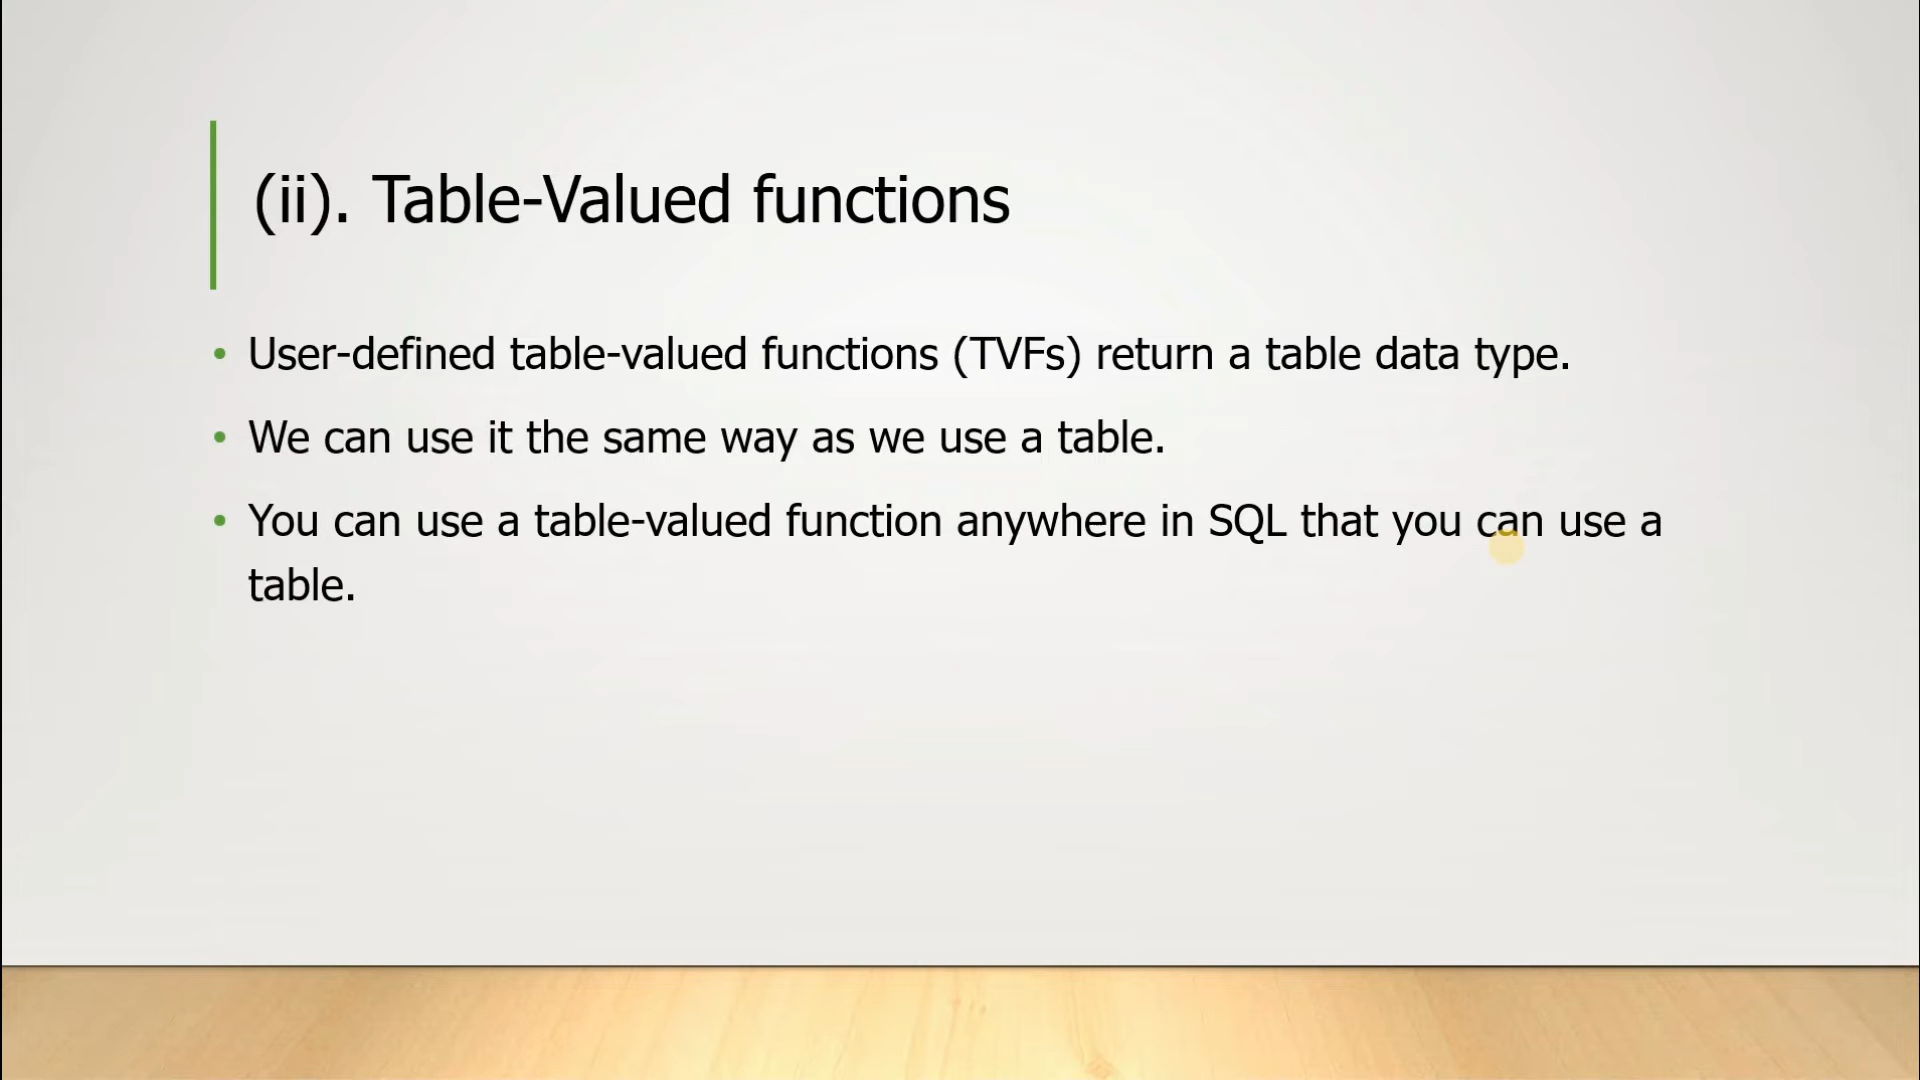 (ii). Table-Valued functions
• User-defined table-valued functions (TVFs) return a table data type.
• We can use it the same way as we use a table.
• You can use a table-valued function anywhere in SQL that you can use a
table.